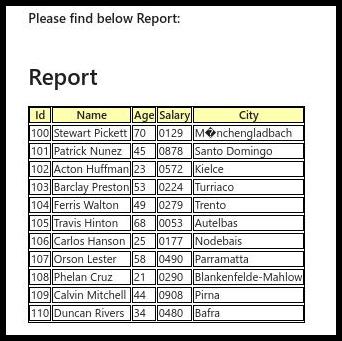 Please find below Report:
Report
Id Name Age Salary City
100 Stewart Pickett 70 0129 M�nchengladbach
101 Patrick Nunez 45 0878 Santo Domingo
102 Acton Huffman 23 0572 Kielce
103 Barclay Preston 53 0224 Turriaco
104 Ferris Walton 49 0279 Trento
105 Travis Hinton 68 0053 Autelbas
106 Carlos Hanson 25 0177 Nodebais
107 Orson Lester 58 0490 Parramatta
108 Phelan Cruz 21 0290 Blankenfelde-Mahlow
109 Calvin Mitchell 44 0908 Pirna
110 Duncan Rivers 34 0480 Bafra